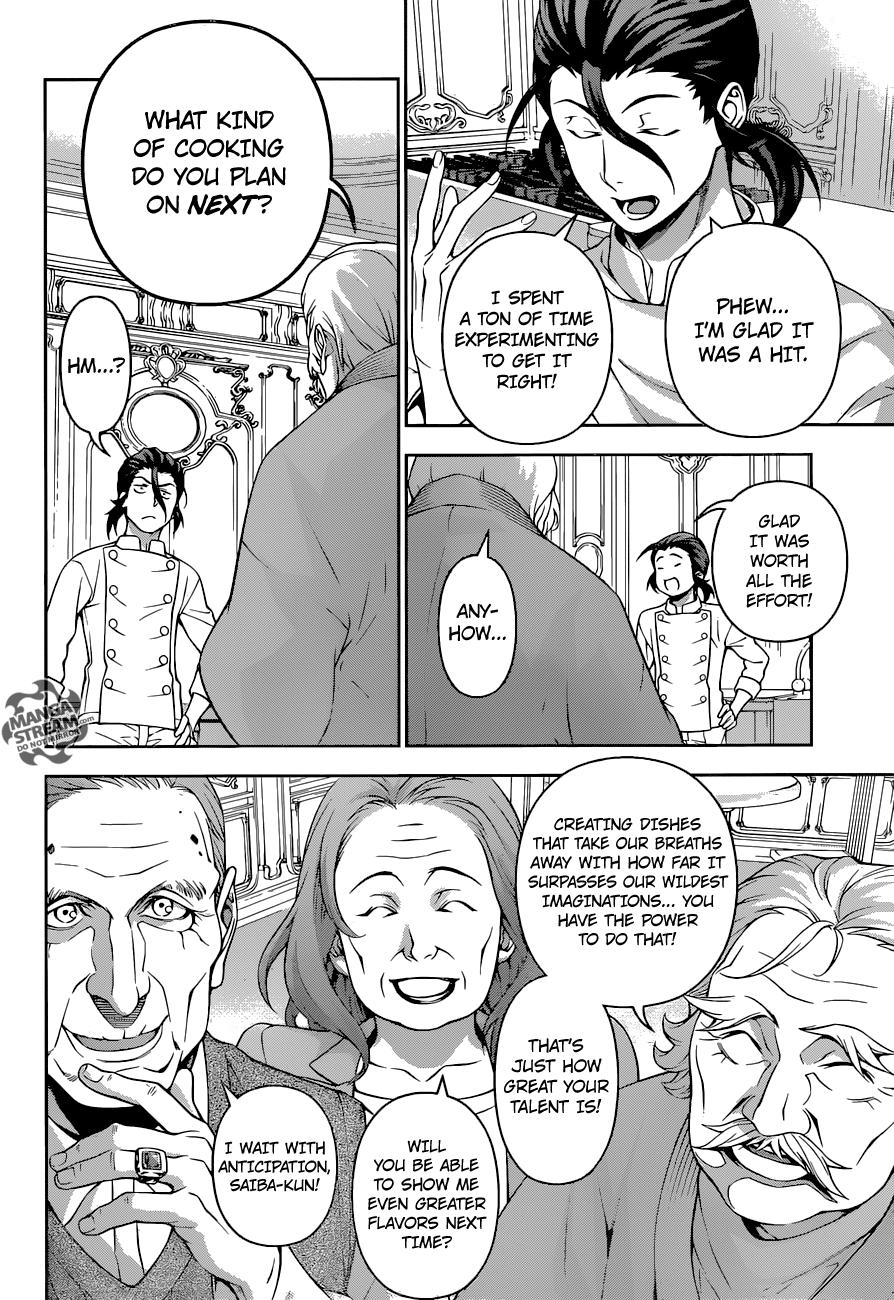 PHEW...
I'M GLAD IT
WAS A HIT.
I SPENT
A TON OF TIME
EXPERIMENTING
TO GET IT
RIGHT!
GLAD
IT WAS
WORTH
ALL THE
EFFORT!
ANY-
HOW...
WHAT KIND
OF COOKING
DO YOU PLAN
ON NEXT?
HM...?
CREATING DISHES
THAT TAKE OUR BREATHS
AWAY WITH HOW FAR IT
SURPASSES OUR WILDEST
IMAGINATIONS... YOU
HAVE THE POWER
TO DO THAT!
THAT'S
JUST HOW
GREAT YOUR
TALENT IS!
WILL
YOU BE ABLE
TO SHOW ME
EVEN GREATER
FLAVORS NEXT
TIME?
I WAIT WITH
ANTICIPATION,
SAIBA-KUN!
MANGA
STREAM.com
DO NOT MIRROR